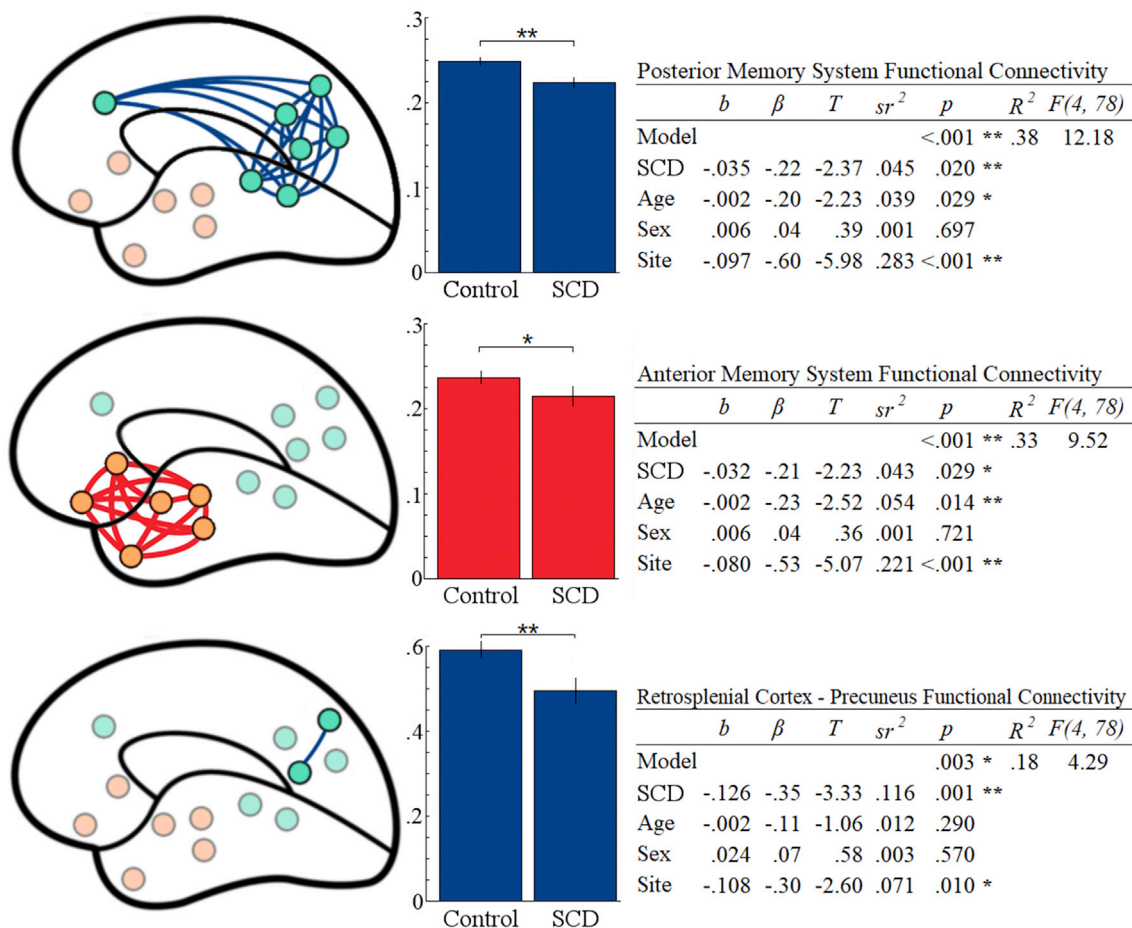 .3
.2
.1
0
**
Control SCD
Posterior Memory System Functional Connectivity
b β T sr² p R² F(4, 78)
Model <.001 ** .38 12.18
SCD -.035 -.22 -2.37 .045 .020 **
Age -.002 -.20 -2.23 .039 .029 *
Sex .006 .04 .39 .001 .697
Site -.097 -.60 -5.98 .283 <.001 **
.3
.2
.1
0
*
Control SCD
Anterior Memory System Functional Connectivity
b β T sr² p R² F(4, 78)
Model <.001 ** .33 9.52
SCD -.032 -.21 -2.23 .043 .029 *
Age -.002 -.23 -2.52 .054 .014 **
Sex .006 .04 .36 .001 .721
Site -.080 -.53 -5.07 .221 <.001 **
.6
.4
.2
0
**
Control SCD
Retrosplenial Cortex - Precuneus Functional Connectivity
b β T sr² p R² F(4, 78)
Model .003 * .18 4.29
SCD -.126 -.35 -3.33 .116 .001 **
Age -.002 -.11 -1.06 .012 .290
Sex .024 .07 .58 .003 .570
Site -.108 -.30 -2.60 .071 .010 *